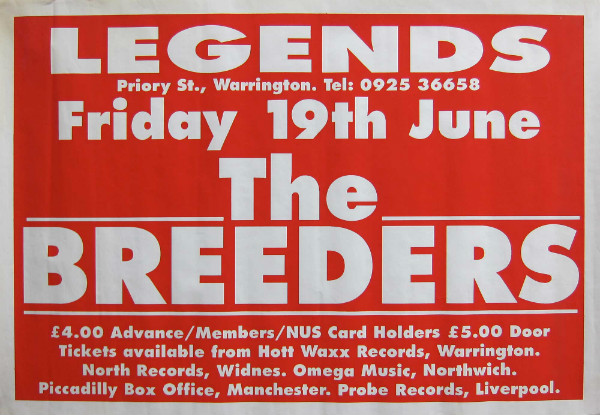 LEGENDS
Priory St., Warrington. Tel: 0925 36658
Friday 19th June
The
BREEDERS
£4.00 Advance/Members/NUS Card Holders £5.00 Door
Tickets available from Hott Waxx Records, Warrington.
North Records, Widnes. Omega Music, Northwich.
Piccadilly Box Office, Manchester. Probe Records, Liverpool.